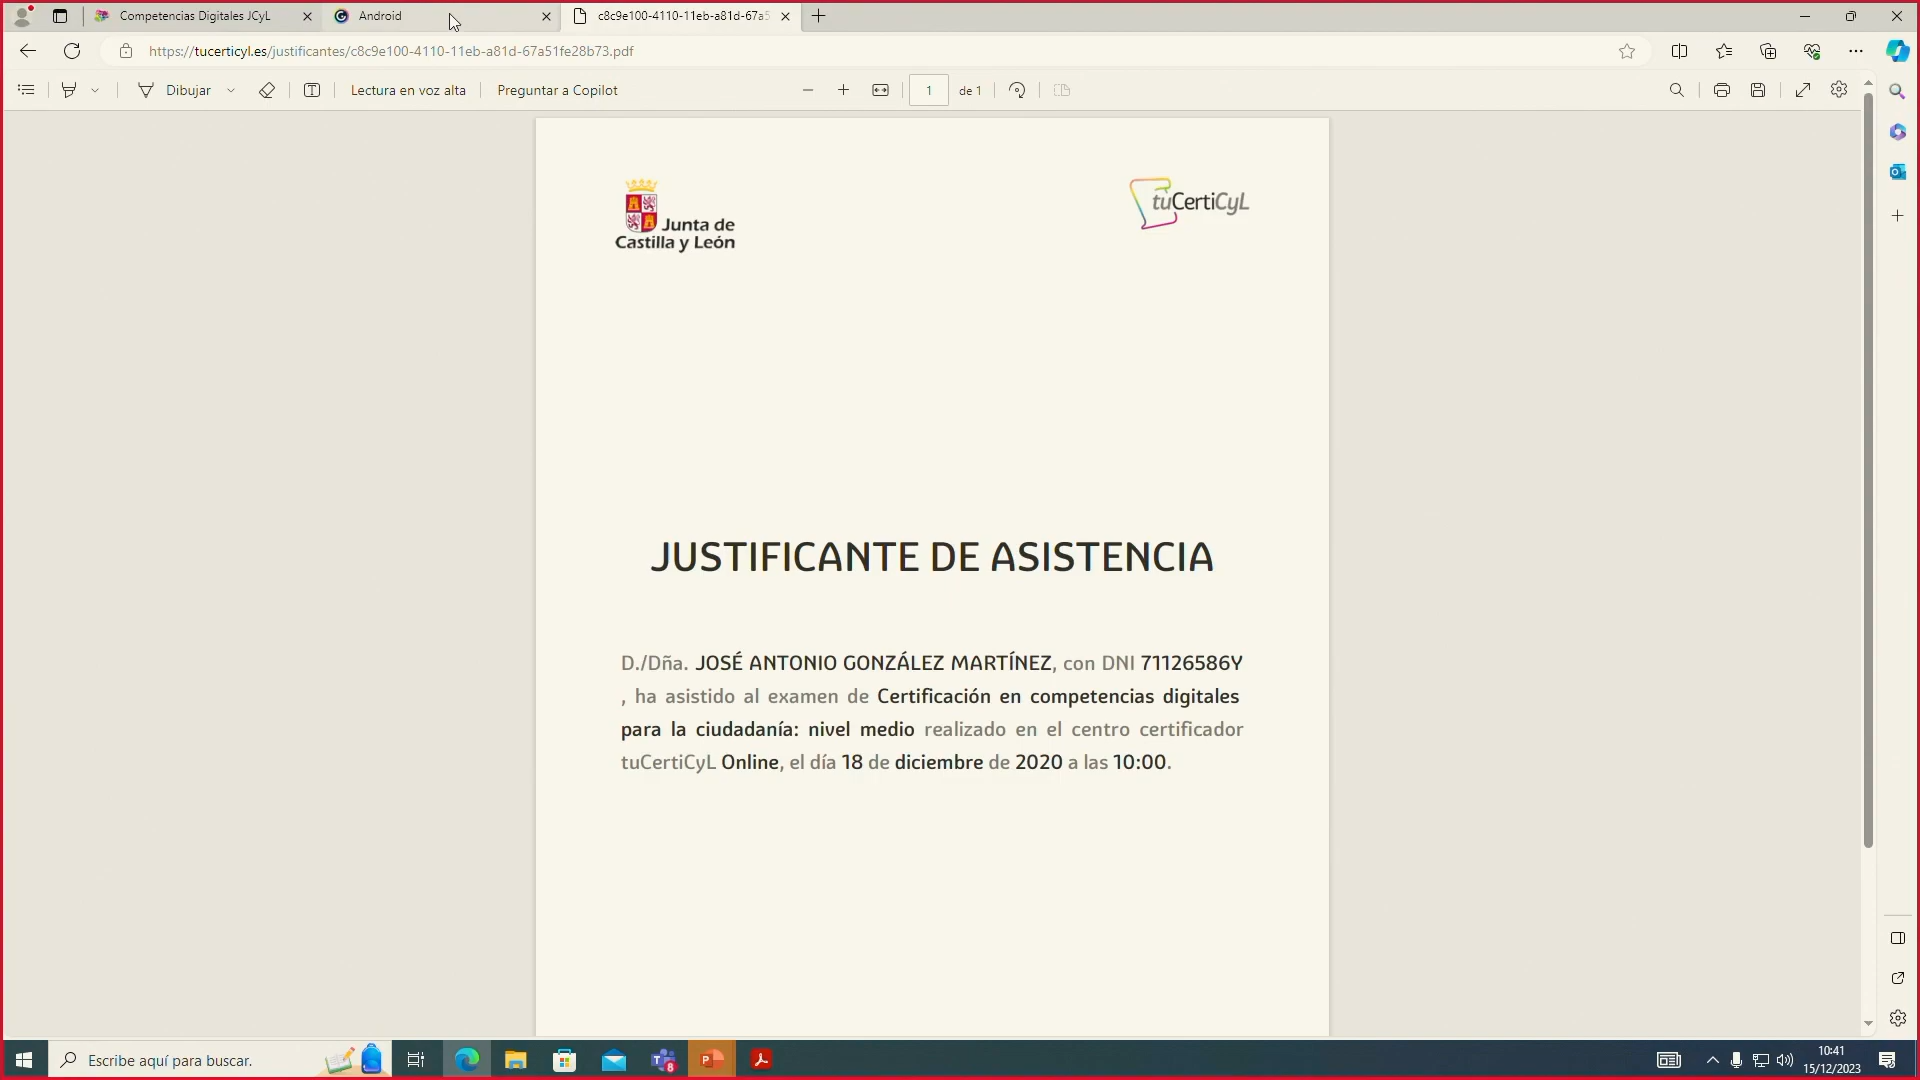 Competencias Digitales JCyL
Android
c8c9e100-4110-11eb-a81d-67a5
https://tucerticyl.es/justificantes/c8c9e100-4110-11eb-a81d-67a51fe28b73.pdf
Dibujar
Lectura en voz alta
Preguntar a Copilot
1
de 1
Junta de
Castilla y León
tuCertiCyL
JUSTIFICANTE DE ASISTENCIA
D./Dña. JOSÉ ANTONIO GONZÁLEZ MARTÍNEZ, con DNI 71126586Y
, ha asistido al examen de Certificación en competencias digitales
para la ciudadanía: nivel medio realizado en el centro certificador
tuCertiCyL Online, el día 18 de diciembre de 2020 a las 10:00.
Escribe aquí para buscar.
8
10:41
15/12/2023